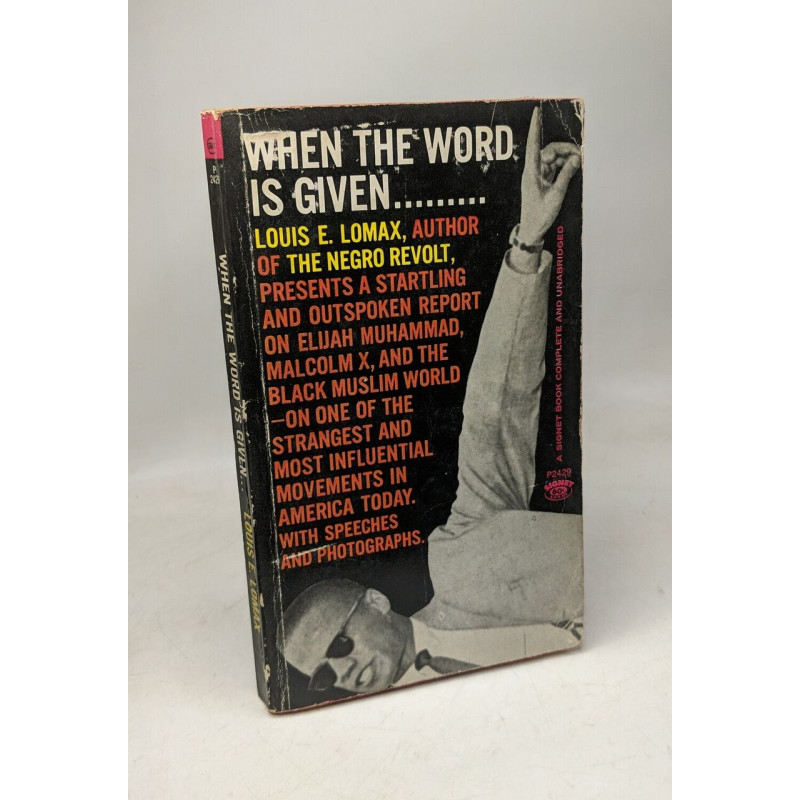 WHEN THE WORD
IS GIVEN.........
LOUIS E. LOMAX, AUTHOR
OF THE NEGRO REVOLT,
PRESENTS A STARTLING
AND OUTSPOKEN REPORT
ON ELIJAH MUHAMMAD,
MALCOLM X, AND THE
BLACK MUSLIM WORLD
—ON ONE OF THE
STRANGEST AND
MOST INFLUENTIAL
MOVEMENTS IN
AMERICA TODAY.
WITH SPEECHES
AND PHOTOGRAPHS.
A SIGNET BOOK COMPLETE AND UNABRIDGED
P2429
SIGNET
WHEN THE WORD IS GIVEN... LOUIS E. LOMAX